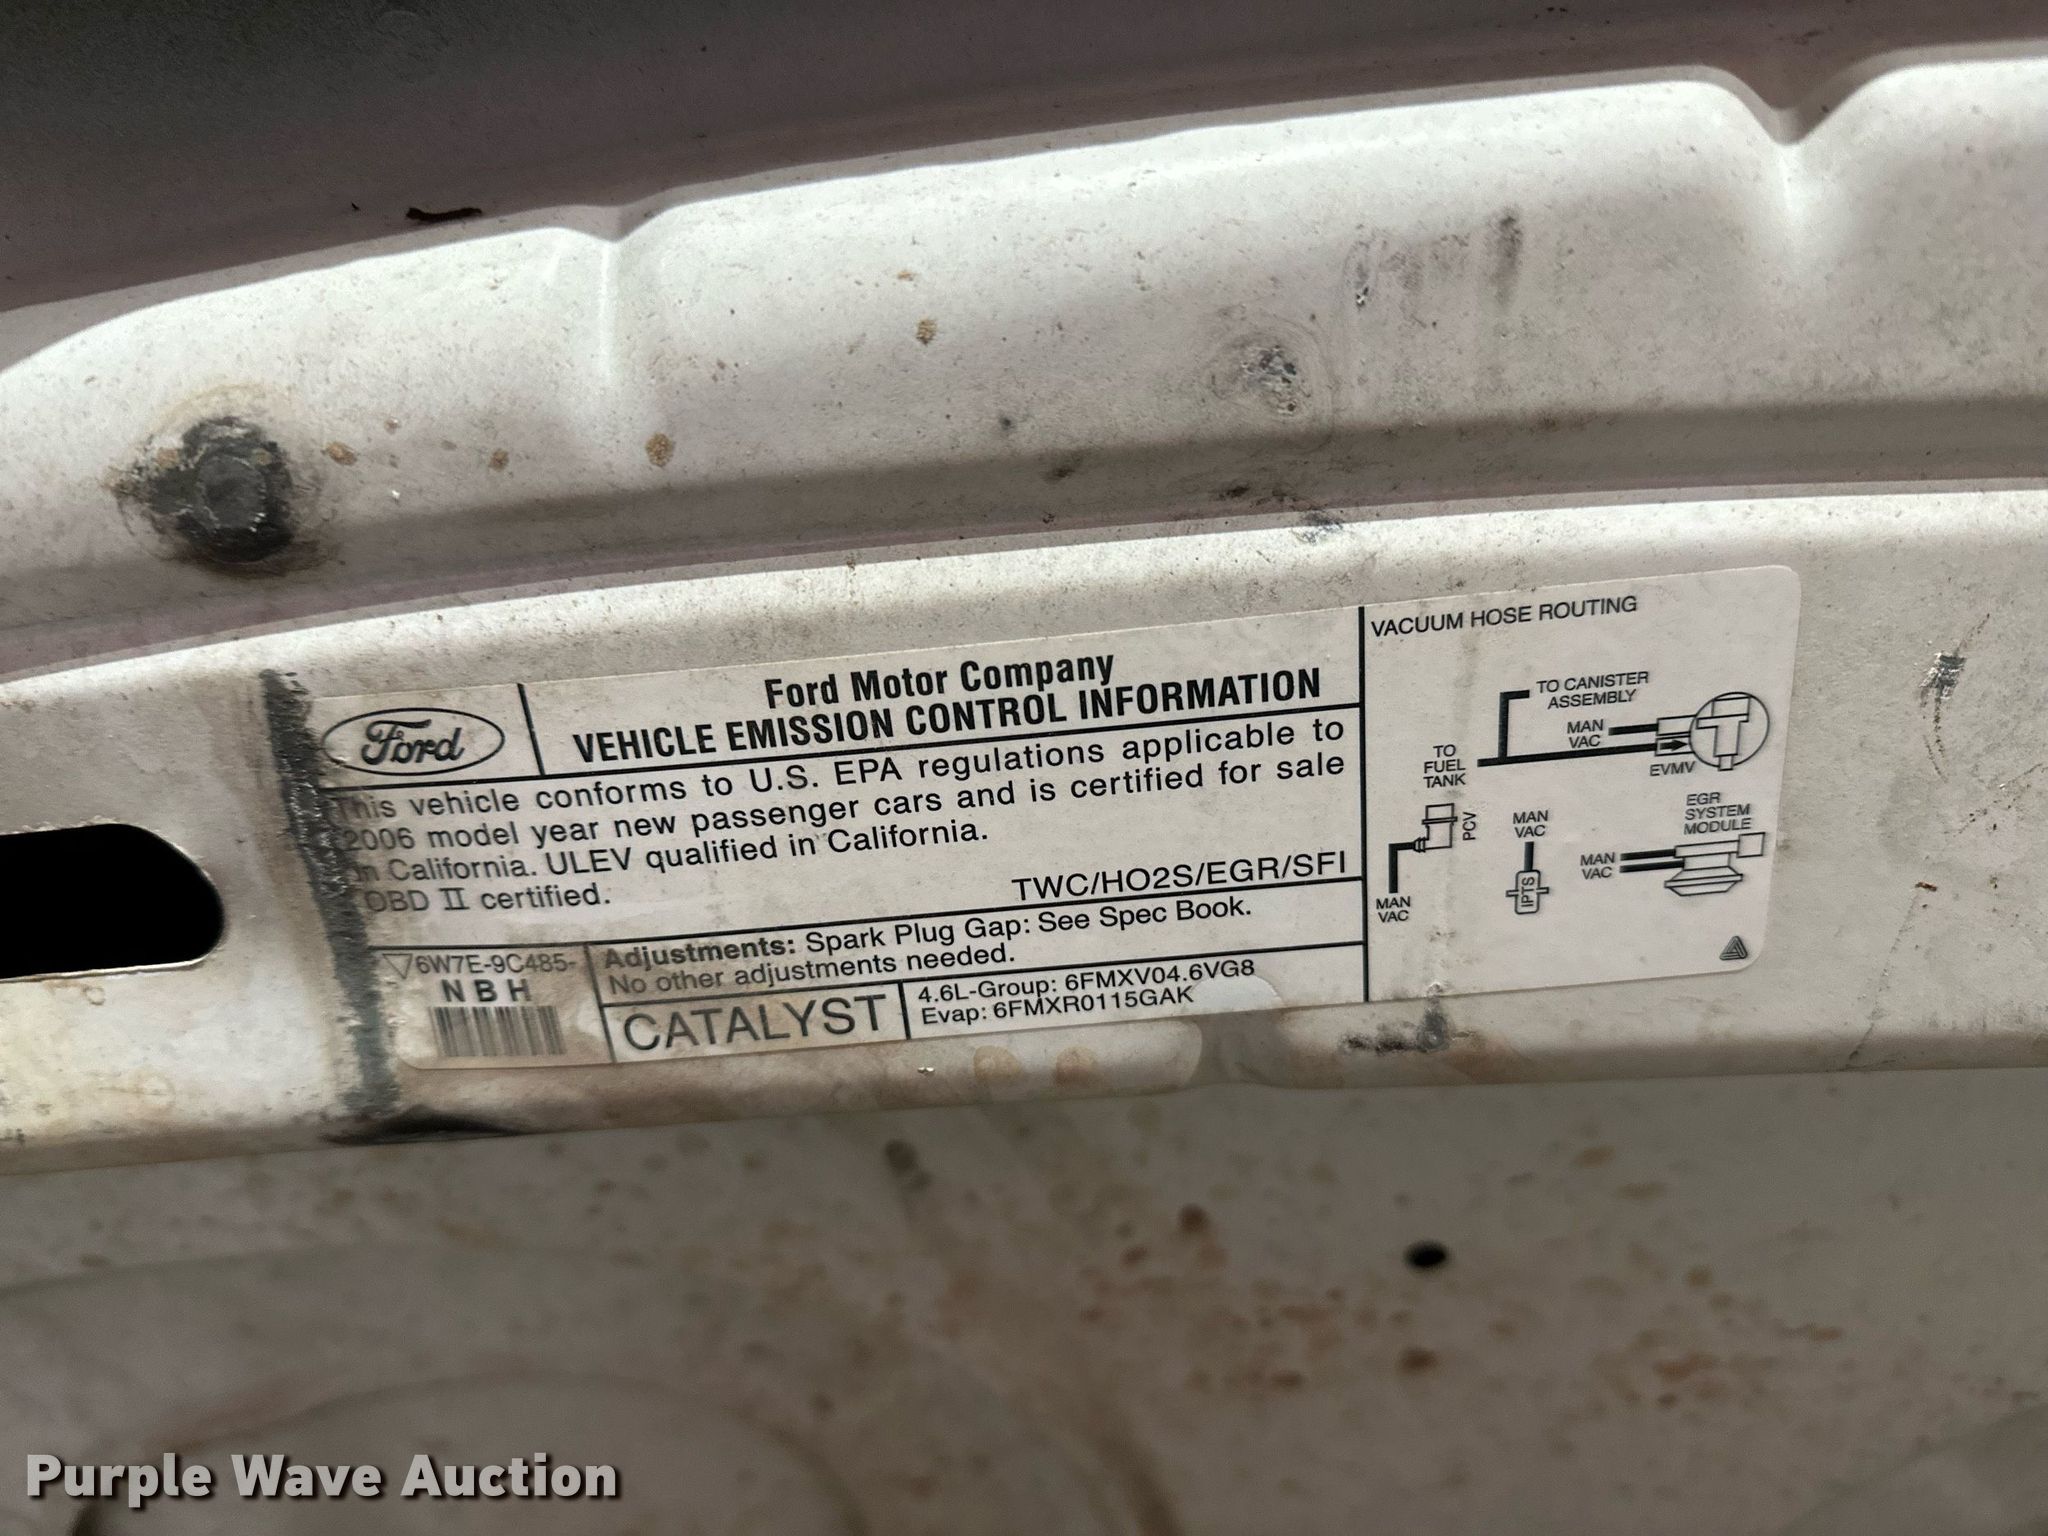 Ford
Ford Motor Company
VEHICLE EMISSION CONTROL INFORMATION
This vehicle conforms to U.S. EPA regulations applicable to
2006 model year new passenger cars and is certified for sale
in California. ULEV qualified in California.
OBD II certified.
TWC/HO2S/EGR/SFI
6W7E-9C485-
NBH
Adjustments: Spark Plug Gap: See Spec Book.
No other adjustments needed.
CATALYST
4.6L-Group: 6FMXV04.6VG8
Evap: 6FMXR0115GAK
VACUUM HOSE ROUTING
TO CANISTER
ASSEMBLY
MAN
VAC
TO
FUEL
TANK
EVMV
PCV
MAN
VAC
MAN
VAC
IPTS
EGR
SYSTEM
MODULE
MAN
VAC
Purple Wave Auction